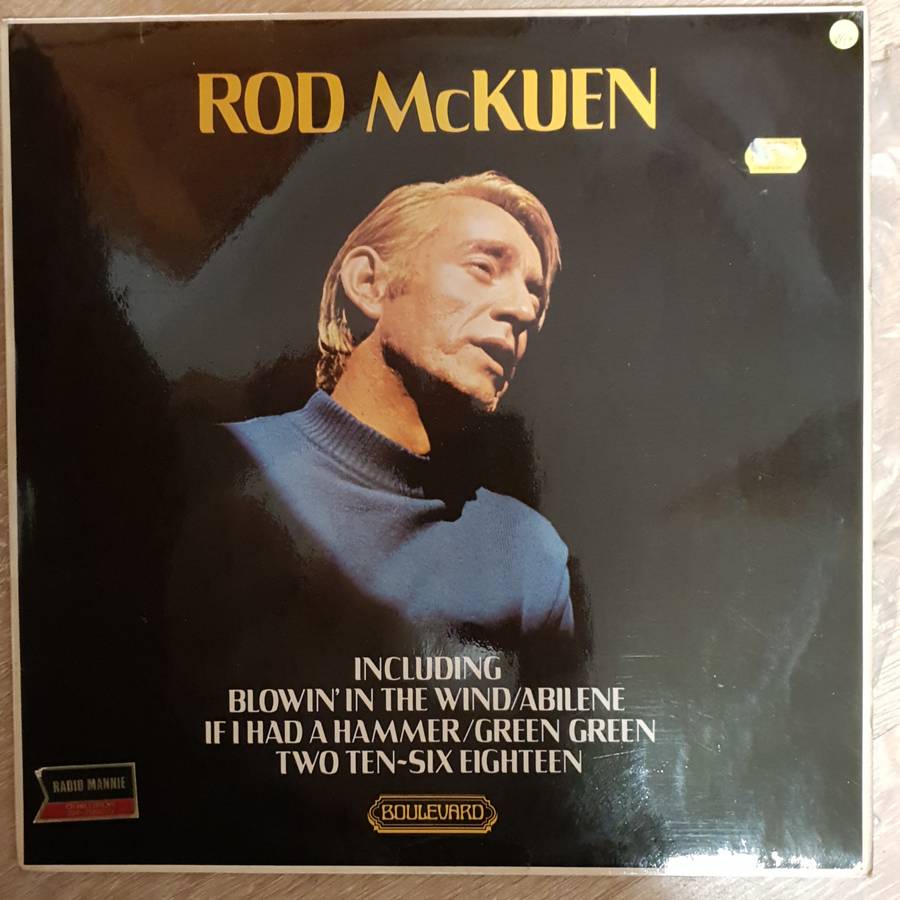 ROD McKUEN
INCLUDING
BLOWIN' IN THE WIND/ABILENE
IF I HAD A HAMMER/GREEN GREEN
TWO TEN-SIX EIGHTEEN
RADIO MANNIE
BOULEVARD